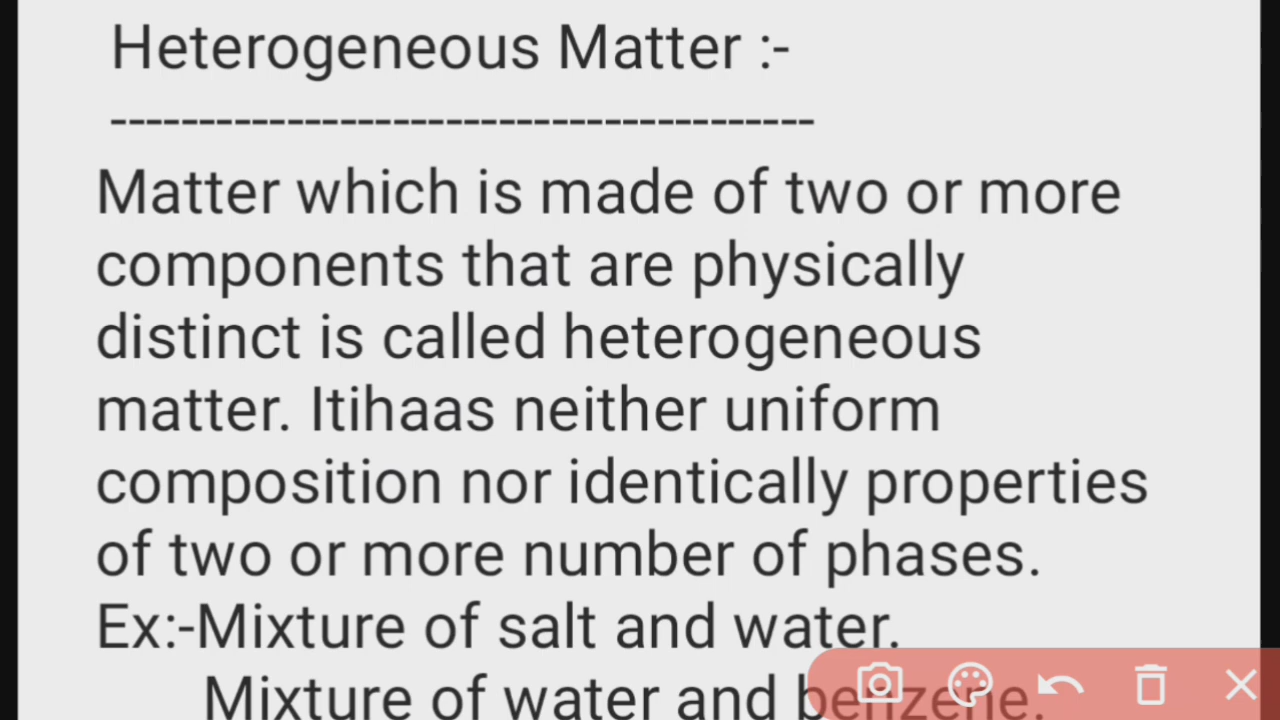 Heterogeneous Matter :-
----------------------------------------
Matter which is made of two or more
components that are physically
distinct is called heterogeneous
matter. Itihaas neither uniform
composition nor identically properties
of two or more number of phases.
Ex:-Mixture of salt and water.
Mixture of water and benzene.